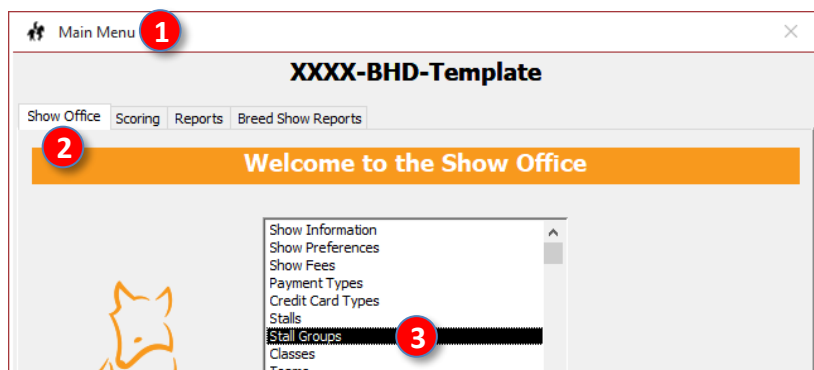 Main Menu 1
XXXX-BHD-Template
Show Office Scoring Reports Breed Show Reports
2
Welcome to the Show Office
Show Information
Show Preferences
Show Fees
Payment Types
Credit Card Types
Stalls
Stall Groups 3
Classes